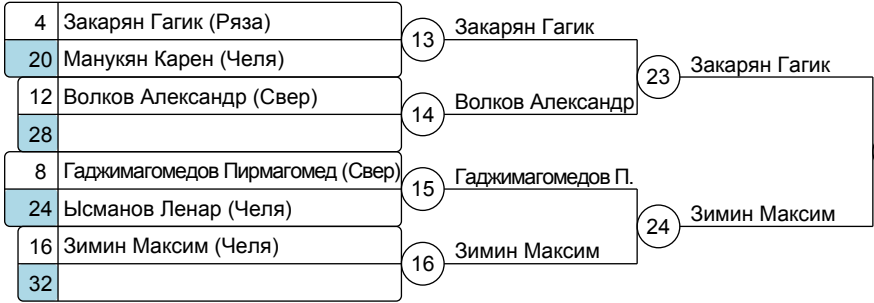 4 Закарян Гагик (Ряза)
20 Манукян Карен (Челя)
13 Закарян Гагик
12 Волков Александр (Свер)
28
14 Волков Александр
23 Закарян Гагик
8 Гаджимагомедов Пирмагомед (Свер)
24 Ысманов Ленар (Челя)
15 Гаджимагомедов П.
16 Зимин Максим (Челя)
32
16 Зимин Максим
24 Зимин Максим